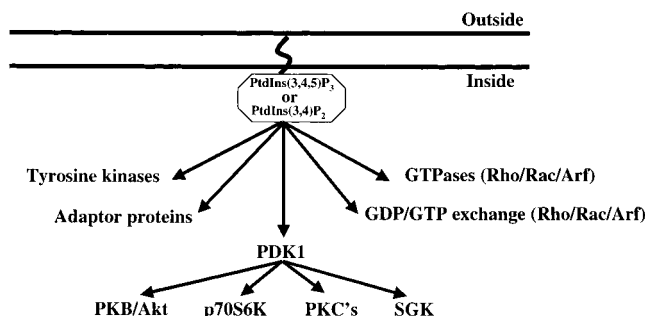 Outside
Inside
PtdIns(3,4,5)P3
or
PtdIns(3,4)P2
Tyrosine kinases
GTPases (Rho/Rac/Arf)
Adaptor proteins
GDP/GTP exchange (Rho/Rac/Arf)
PDK1
PKB/Akt p70S6K PKC's SGK